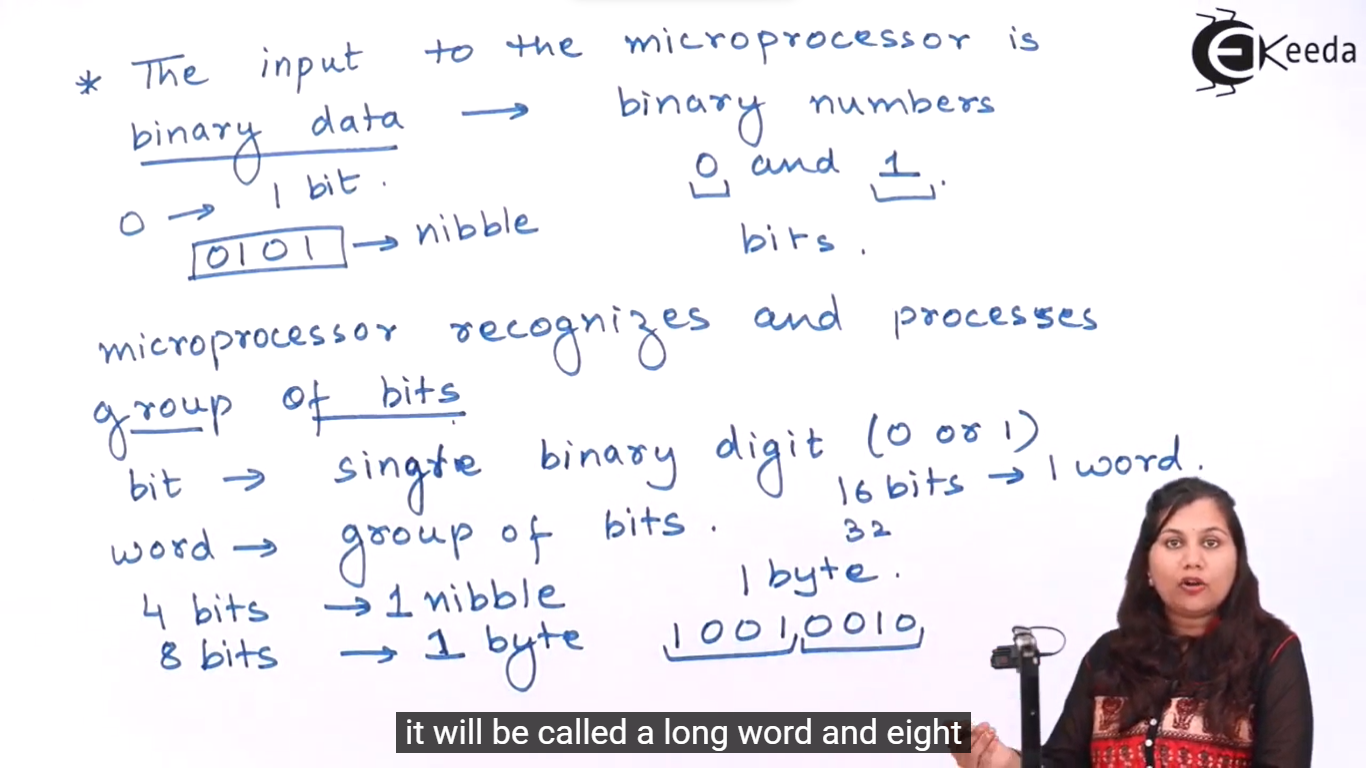 * The input to the microprocessor is
binary data → binary numbers
0 and 1.
bits.
0 → 1 bit.
0101 → nibble
microprocessor recognizes and processes
group of bits
bit → single binary digit (0 or 1)
word → group of bits.
16 bits → 1 word.
32
4 bits → 1 nibble
8 bits → 1 byte
1 byte.
1001,0010,
Keeda
it will be called a long word and eight